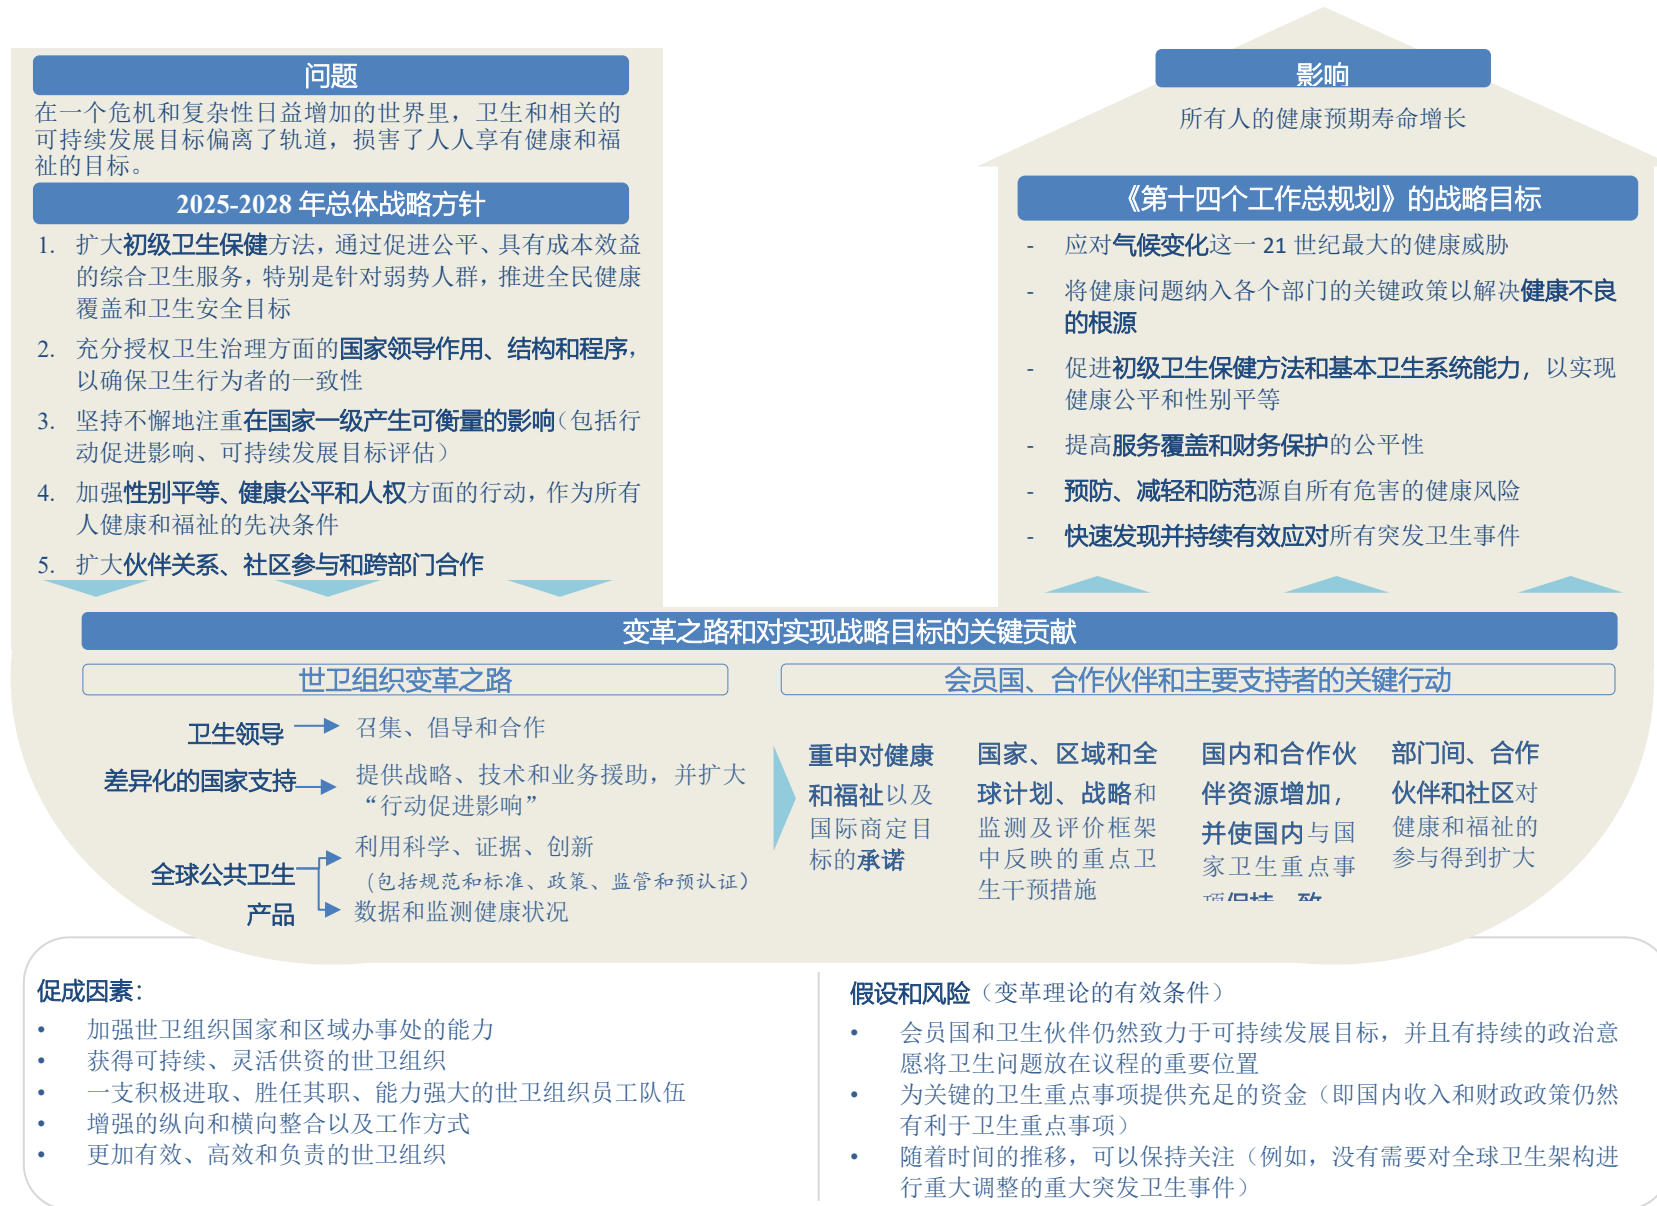 问题
在一个危机和复杂性日益增加的世界里，卫生和相关的
可持续发展目标偏离了轨道，损害了人人享有健康和福
祉的目标。
2025-2028 年总体战略方针
1. 扩大初级卫生保健方法，通过促进公平、具有成本效益
的综合卫生服务，特别是针对弱势人群，推进全民健康
覆盖和卫生安全目标
2. 充分授权卫生治理方面的国家领导作用、结构和程序，
以确保卫生行为者的一致性
3. 坚持不懈地注重在国家一级产生可衡量的影响（包括行
动促进影响、可持续发展目标评估）
4. 加强性别平等、健康公平和人权方面的行动，作为所有
人健康和福祉的先决条件
5. 扩大伙伴关系、社区参与和跨部门合作
影响
所有人的健康预期寿命增长
《第十四个工作总规划》的战略目标
- 应对气候变化这一 21 世纪最大的健康威胁
- 将健康问题纳入各个部门的关键政策以解决健康不良
的根源
- 促进初级卫生保健方法和基本卫生系统能力，以实现
健康公平和性别平等
- 提高服务覆盖和财务保护的公平性
- 预防、减轻和防范源自所有危害的健康风险
- 快速发现并持续有效应对所有突发卫生事件
变革之路和对实现战略目标的关键贡献
世卫组织变革之路
卫生领导
召集、倡导和合作
差异化的国家支持
提供战略、技术和业务援助，并扩大
“行动促进影响”
全球公共卫生
产品
利用科学、证据、创新
（包括规范和标准、政策、监管和预认证）
数据和监测健康状况
会员国、合作伙伴和主要支持者的关键行动
重申对健康
和福祉以及
国际商定目
标的承诺
国家、区域和全
球计划、战略和
监测及评价框架
中反映的重点卫
生干预措施
国内和合作伙
伴资源增加，
并使国内与国
家卫生重点事
项保持一致
部门间、合作
伙伴和社区对
健康和福祉的
参与得到扩大
促成因素：
• 加强世卫组织国家和区域办事处的能力
• 获得可持续、灵活供资的世卫组织
• 一支积极进取、胜任其职、能力强大的世卫组织员工队伍
• 增强的纵向和横向整合以及工作方式
• 更加有效、高效和负责的世卫组织
假设和风险（变革理论的有效条件）
• 会员国和卫生伙伴仍然致力于可持续发展目标，并且有持续的政治意
愿将卫生问题放在议程的重要位置
• 为关键的卫生重点事项提供充足的资金（即国内收入和财政政策仍然
有利于卫生重点事项）
• 随着时间的推移，可以保持关注（例如，没有需要对全球卫生架构进
行重大调整的重大突发卫生事件）